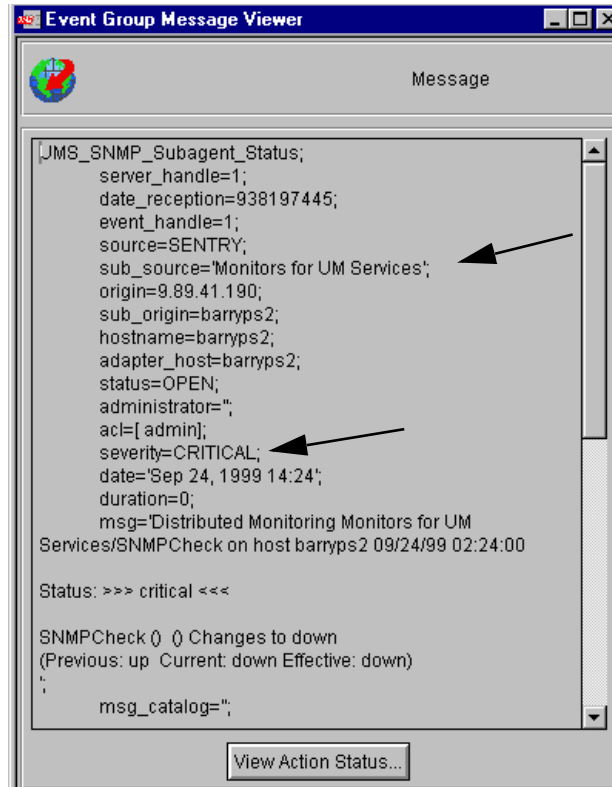 Event Group Message Viewer
Message
UMS_SNMP_Subagent_Status;
server_handle=1;
date_reception=938197445;
event_handle=1;
source=SENTRY;
sub_source='Monitors for UM Services';
origin=9.89.41.190;
sub_origin=barryps2;
hostname=barryps2;
adapter_host=barryps2;
status=OPEN;
administrator='';
acl=[ admin];
severity=CRITICAL;
date='Sep 24, 1999 14:24';
duration=0;
msg='Distributed Monitoring Monitors for UM
Services/SNMPCheck on host barryps2 09/24/99 02:24:00
Status: >>> critical <<<
SNMPCheck ()  () Changes to down
(Previous: up  Current: down Effective: down)
';
msg_catalog='';
View Action Status...